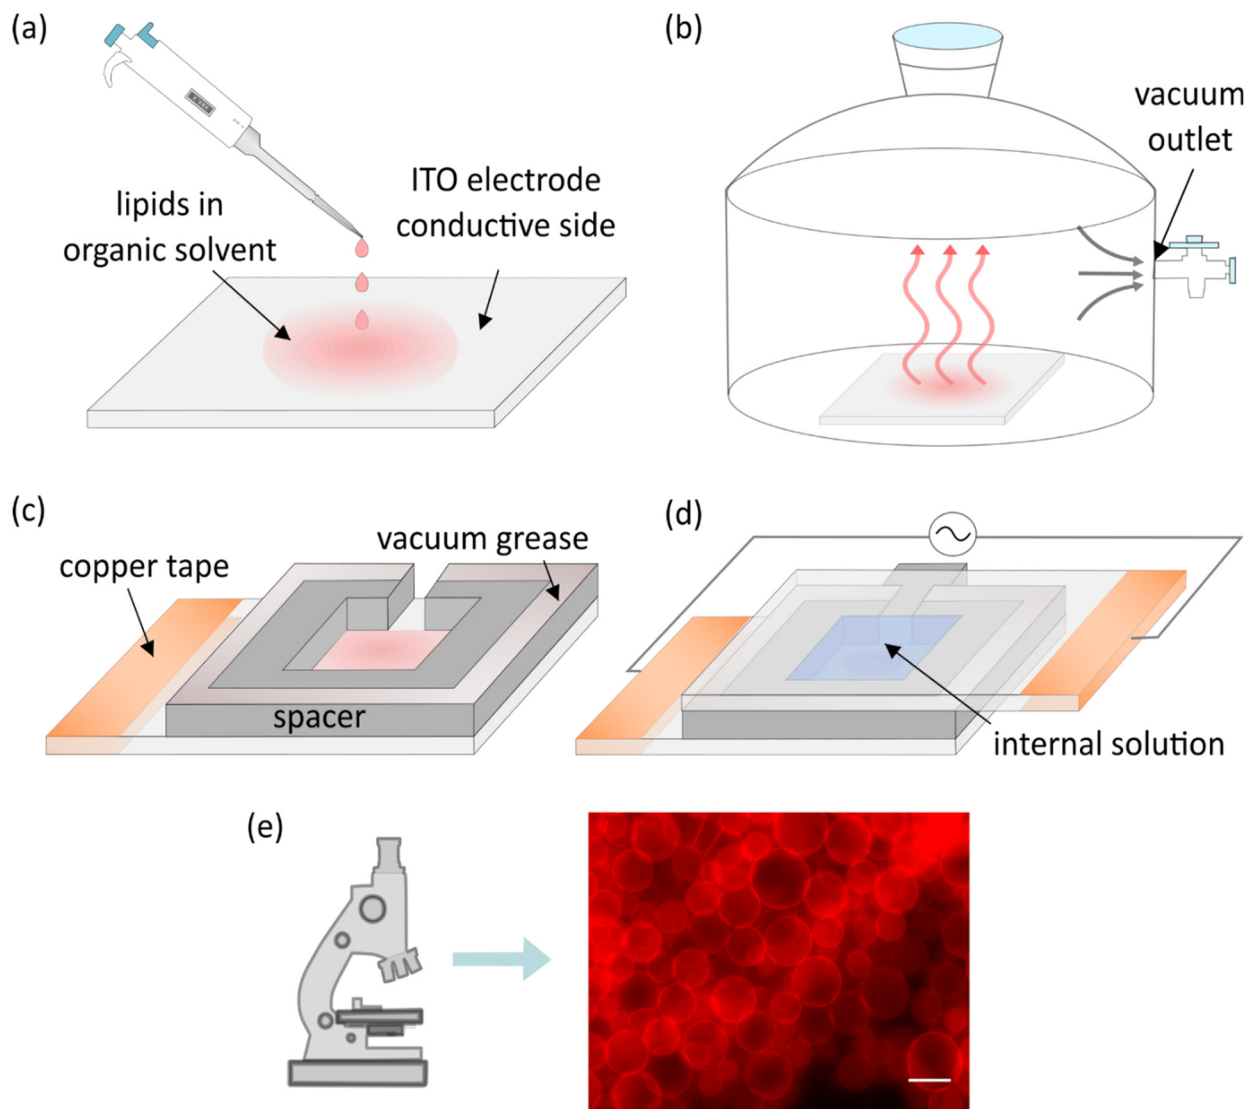 (a)
lipids in
organic solvent
ITO electrode
conductive side
(b)
vacuum
outlet
(c)
copper tape
vacuum grease
spacer
(d)
internal solution
(e)